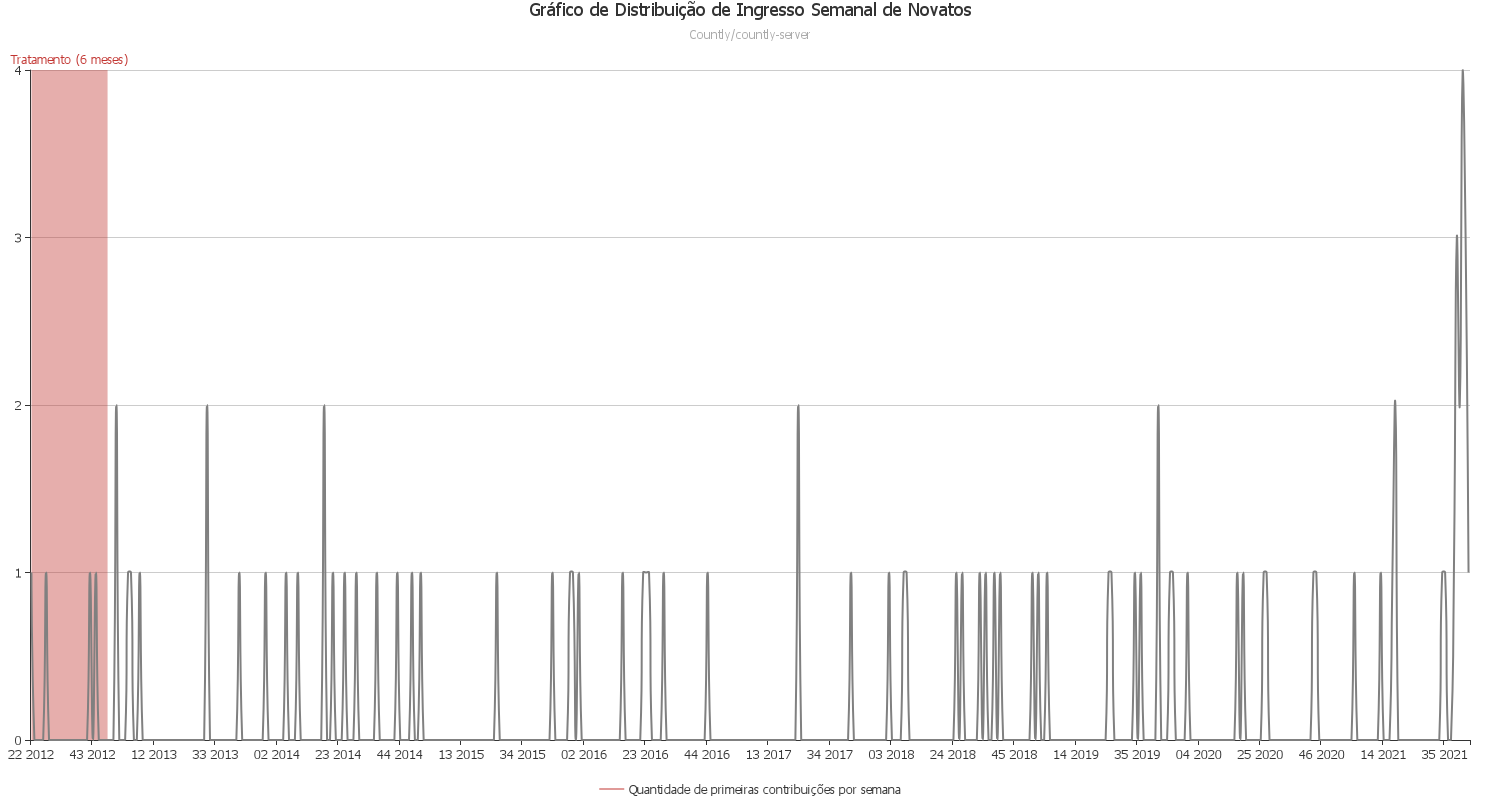 Gráfico de Distribuição de Ingresso Semanal de Novatos
Countly/countly-server
Tratamento (6 meses)
4
3
2
1
0
22 2012 43 2012 12 2013 33 2013 02 2014 23 2014 44 2014 13 2015 34 2015 02 2016 23 2016 44 2016 13 2017 34 2017 03 2018 24 2018 45 2018 14 2019 35 2019 04 2020 25 2020 46 2020 14 2021 35 2021
Quantidade de primeiras contribuições por semana